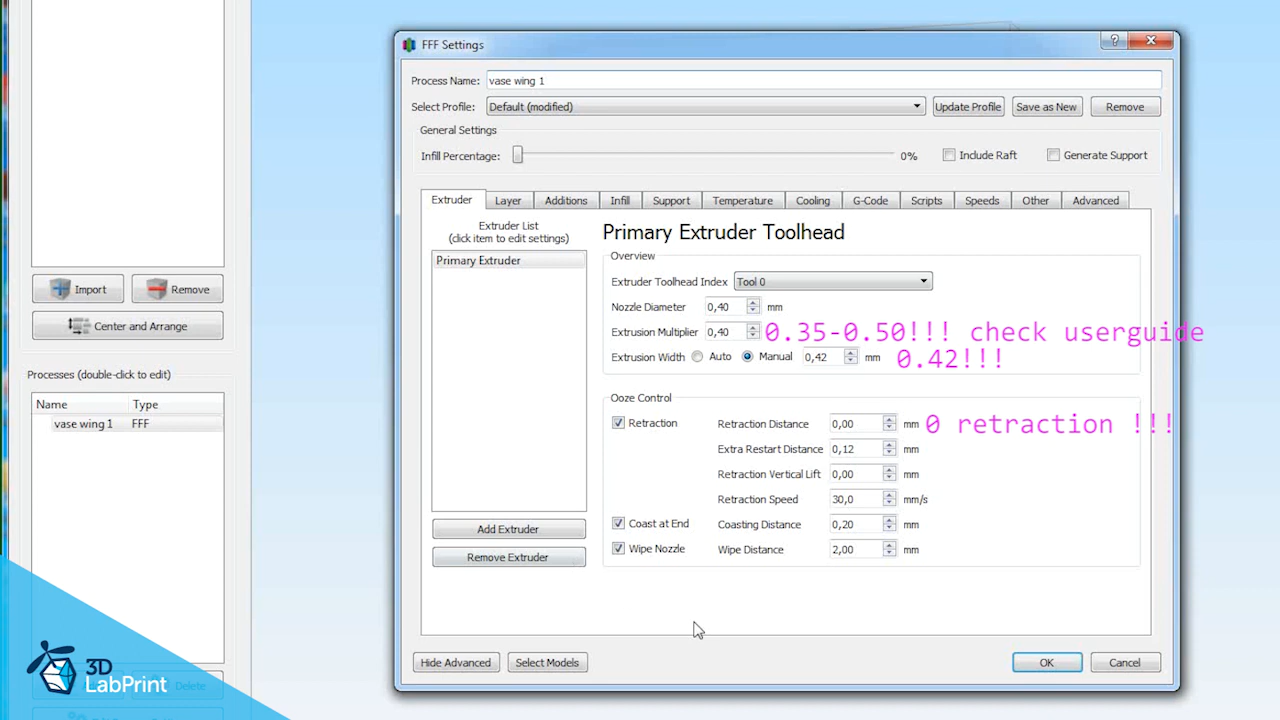 FFF Settings
Process Name: vase wing 1
Select Profile: Default (modified) Update Profile Save as New Remove
General Settings
Infill Percentage: 0% Include Raft Generate Support
Extruder Layer Additions Infill Support Temperature Cooling G-Code Scripts Speeds Other Advanced
Extruder List
(click item to edit settings)
Primary Extruder
Add Extruder
Remove Extruder
Primary Extruder Toolhead
Overview
Extruder Toolhead Index Tool 0
Nozzle Diameter 0,40 mm
Extrusion Multiplier 0,40 0.35-0.50!!! check userguide
Extrusion Width Auto Manual 0,42 mm 0.42!!!
Ooze Control
Retraction Retraction Distance 0,00 mm 0 retraction !!!
Extra Restart Distance 0,12 mm
Retraction Vertical Lift 0,00 mm
Retraction Speed 30,0 mm/s
Coast at End Coasting Distance 0,20 mm
Wipe Nozzle Wipe Distance 2,00 mm
Hide Advanced Select Models OK Cancel
Import Remove
Center and Arrange
Processes (double-click to edit)
Name Type
vase wing 1 FFF
Delete
3D
LabPrint